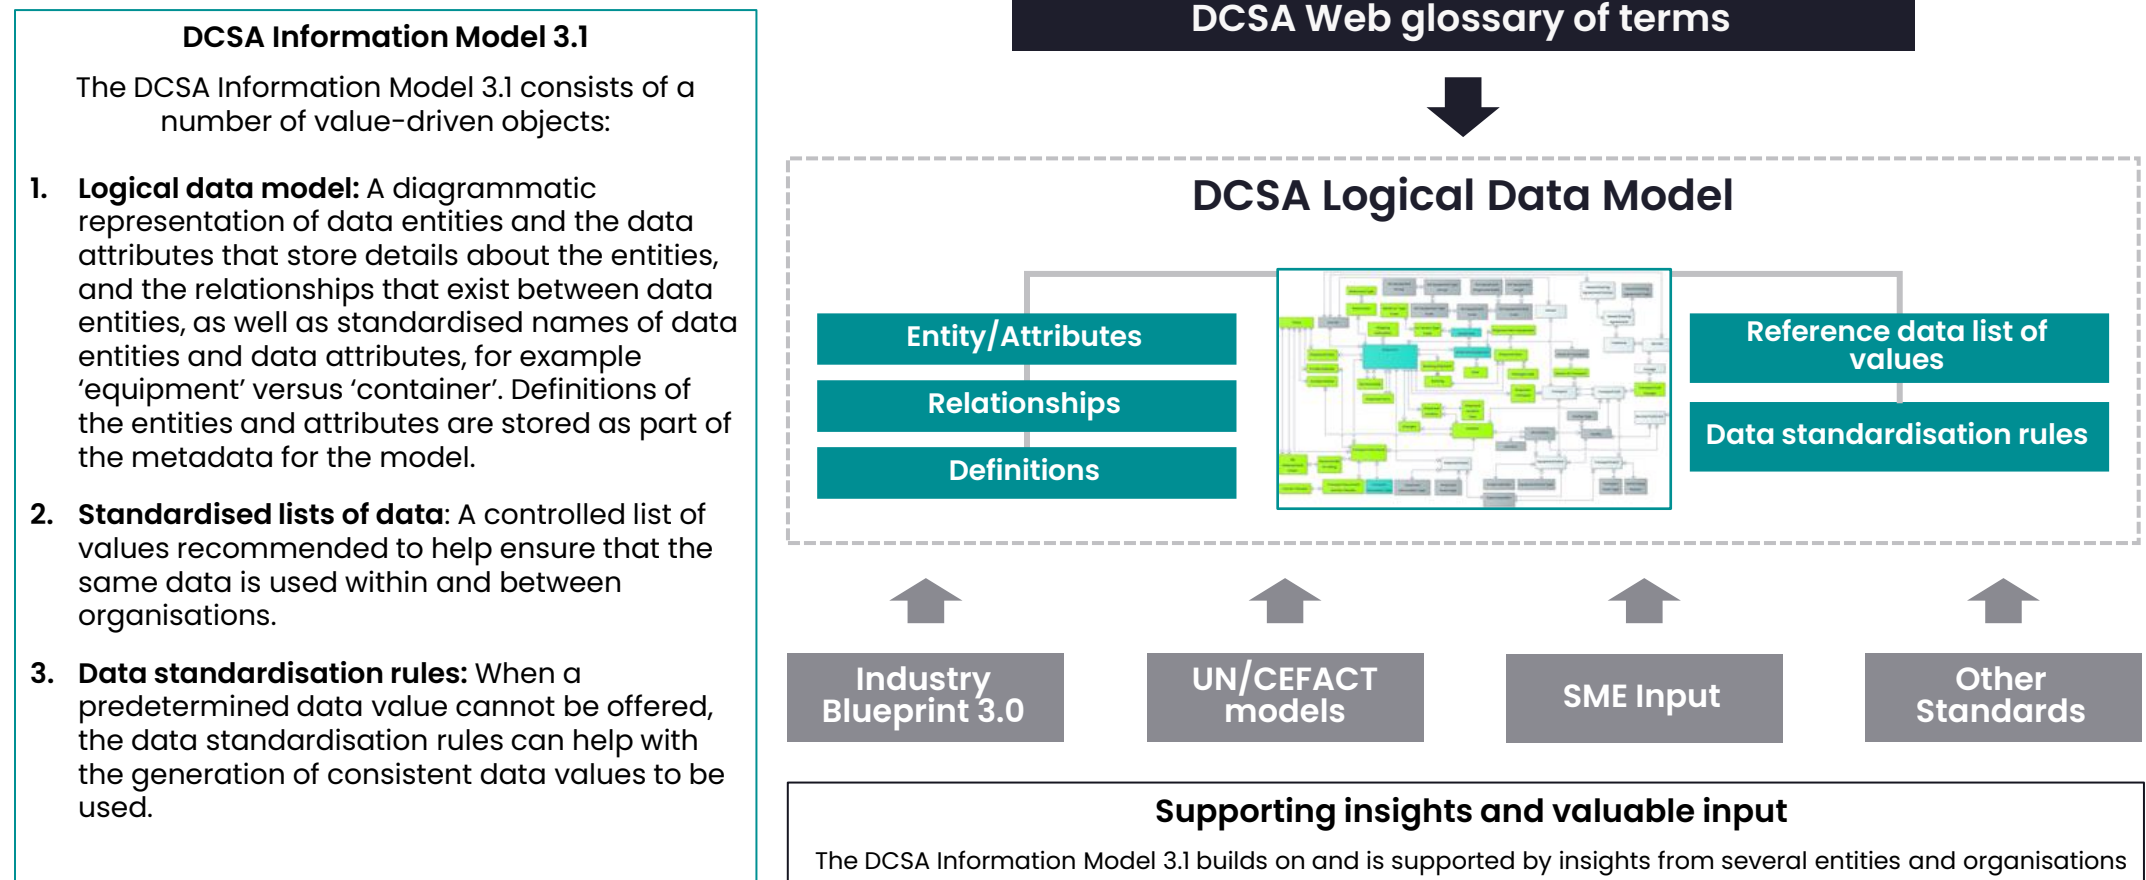 DCSA Information Model 3.1
The DCSA Information Model 3.1 consists of a
number of value-driven objects:
1. Logical data model: A diagrammatic
representation of data entities and the data
attributes that store details about the entities,
and the relationships that exist between data
entities, as well as standardised names of data
entities and data attributes, for example
‘equipment’ versus ‘container’. Definitions of
the entities and attributes are stored as part of
the metadata for the model.
2. Standardised lists of data: A controlled list of
values recommended to help ensure that the
same data is used within and between
organisations.
3. Data standardisation rules: When a
predetermined data value cannot be offered,
the data standardisation rules can help with
the generation of consistent data values to be
used.
DCSA Web glossary of terms
DCSA Logical Data Model
Entity/Attributes
Relationships
Definitions
Reference data list of
values
Data standardisation rules
Industry
Blueprint 3.0
UN/CEFACT
models
SME Input
Other
Standards
Supporting insights and valuable input
The DCSA Information Model 3.1 builds on and is supported by insights from several entities and organisations